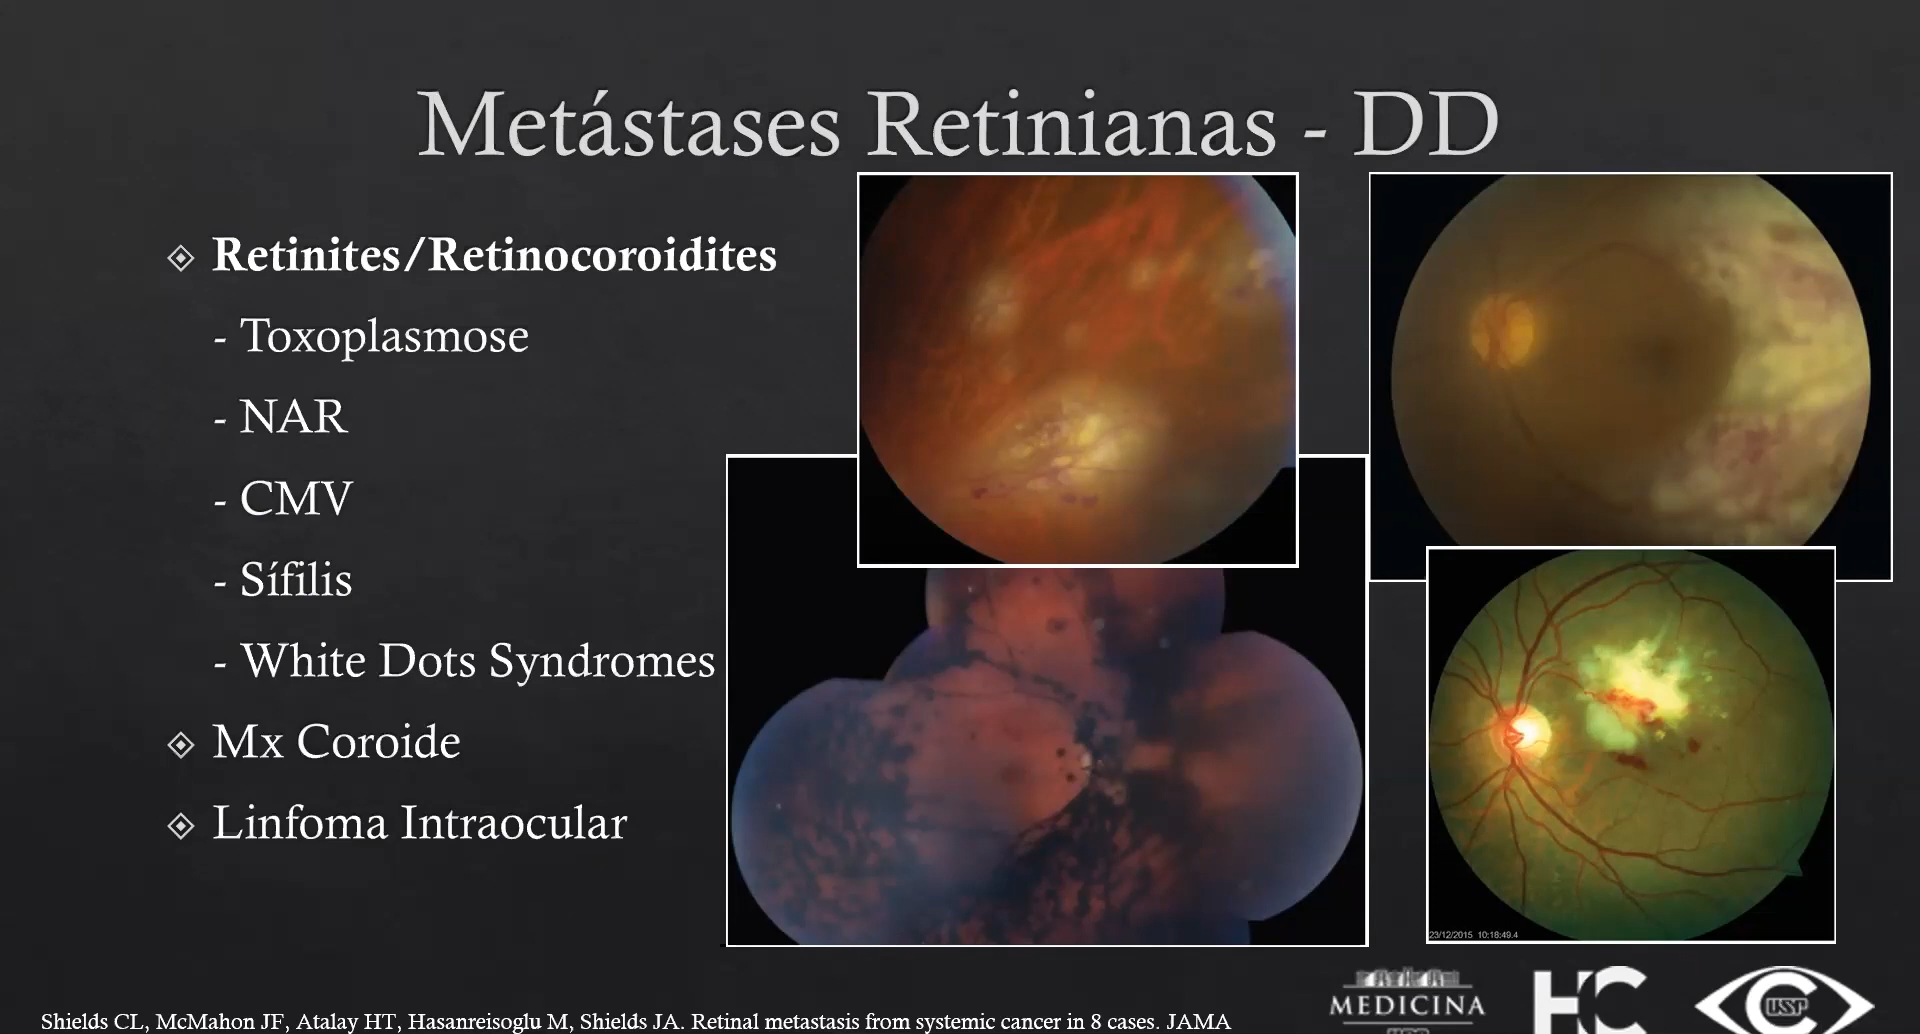 Metástases Retinianas - DD
Retinites/Retinocoroidites
- Toxoplasmose
- NAR
- CMV
- Sífilis
- White Dots Syndromes
Mx Coroide
Linfoma Intraocular
23/12/2015 10:18:49.4
MEDICINA
HC
USP
Shields CL, McMahon JF, Atalay HT, Hasanreisoglu M, Shields JA. Retinal metastasis from systemic cancer in 8 cases. JAMA